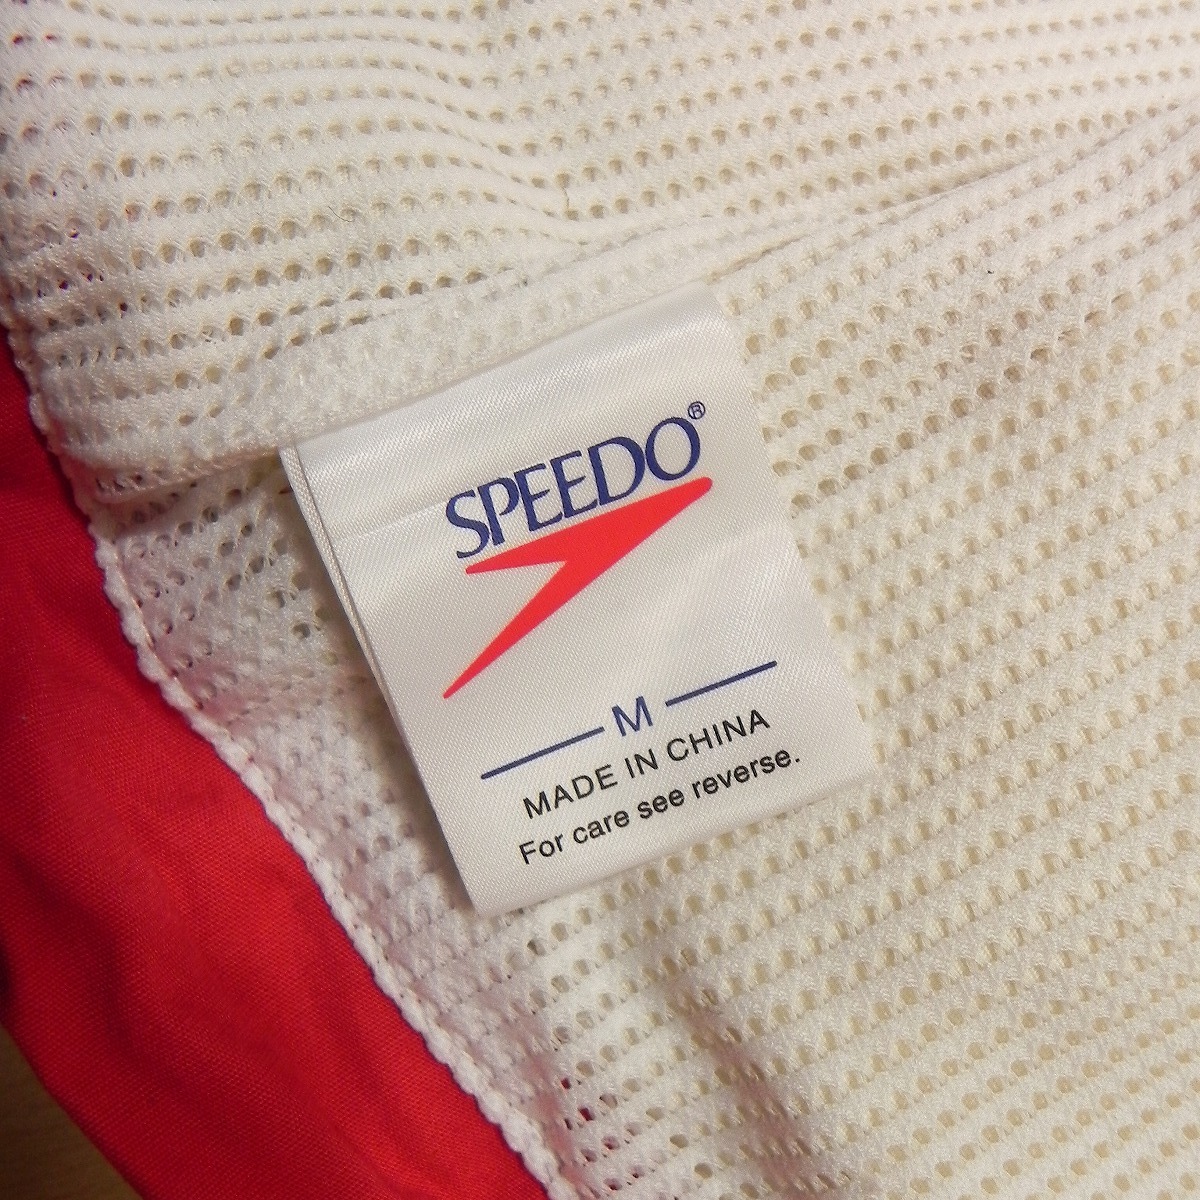 SPEEDO®
M
MADE IN CHINA
For care see reverse.